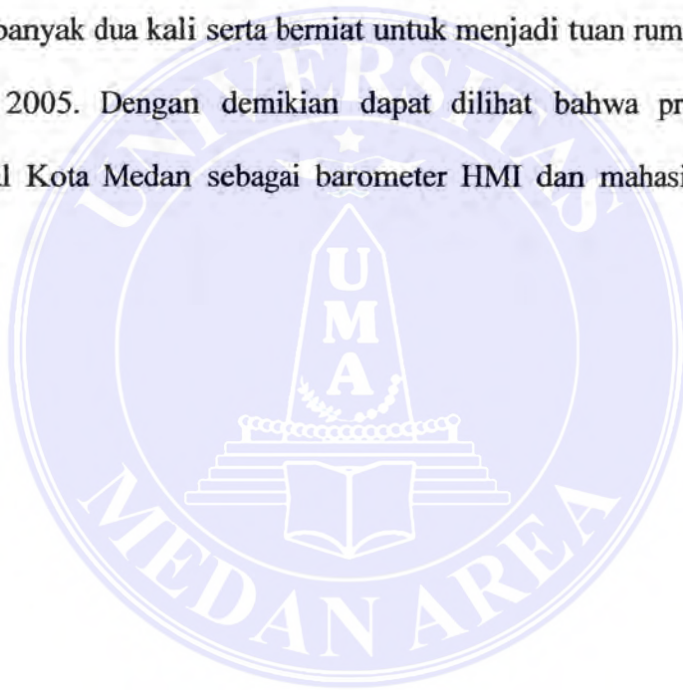 banyak dua kali serta berniat untuk menjadi tuan rum
2005. Dengan demikian dapat dilihat bahwa pr
Kota Medan sebagai barometer HMI dan mahasi
UNIVERSITAS
UMA
MEDAN AREA